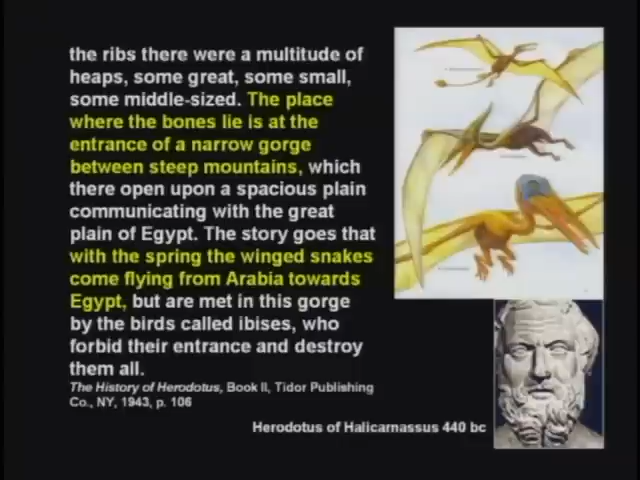 the ribs there were a multitude of
heaps, some great, some small,
some middle-sized. The place
where the bones lie is at the
entrance of a narrow gorge
between steep mountains, which
there open upon a spacious plain
communicating with the great
plain of Egypt. The story goes that
with the spring the winged snakes
come flying from Arabia towards
Egypt, but are met in this gorge
by the birds called ibises, who
forbid their entrance and destroy
them all.
The History of Herodotus, Book II, Tidor Publishing
Co., NY, 1943, p. 106
Herodotus of Halicarnassus 440 bc